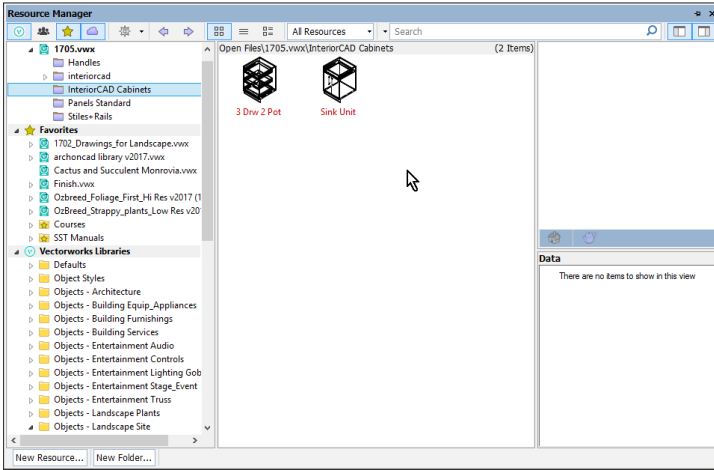 Resource Manager
All Resources
Search
1705.vwx
Handles
interiorcad
InteriorCAD Cabinets
Panels Standard
Stiles+Rails
Favorites
1702_Drawings_for Landscape.vwx
archoncad library v2017.vwx
Cactus and Succulent Monrovia.vwx
Finish.vwx
Ozbreed_Foliage_First_Hi Res v2017 (1
OzBreed_Strappy_plants_Low Res v20
Courses
SST Manuals
Vectorworks Libraries
Defaults
Object Styles
Objects - Architecture
Objects - Building Equip_Appliances
Objects - Building Furnishings
Objects - Building Services
Objects - Entertainment Audio
Objects - Entertainment Controls
Objects - Entertainment Lighting Gob
Objects - Entertainment Stage_Event
Objects - Entertainment Truss
Objects - Landscape Plants
Objects - Landscape Site
Open Files\1705.vwx\InteriorCAD Cabinets (2 Items)
3 Drw 2 Pot
Sink Unit
Data
There are no items to show in this view
New Resource...
New Folder...